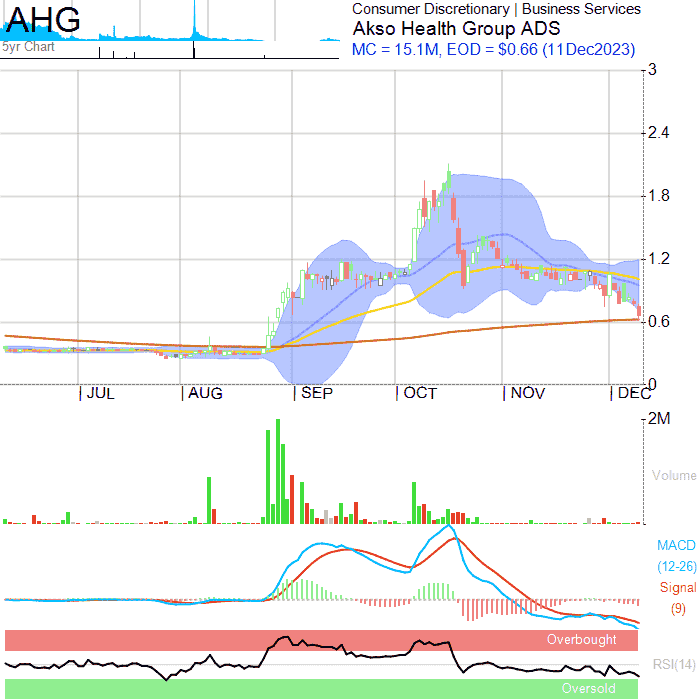 AHG
5yr Chart
Consumer Discretionary | Business Services
Akso Health Group ADS
MC = 15.1M, EOD = $0.66 (11Dec2023)
3
2.4
1.8
1.2
0.6
0
| JUL | AUG | SEP | OCT | NOV | DEC
2M
Volume
MACD
(12-26)
Signal
(9)
Overbought
RSI(14)
Oversold